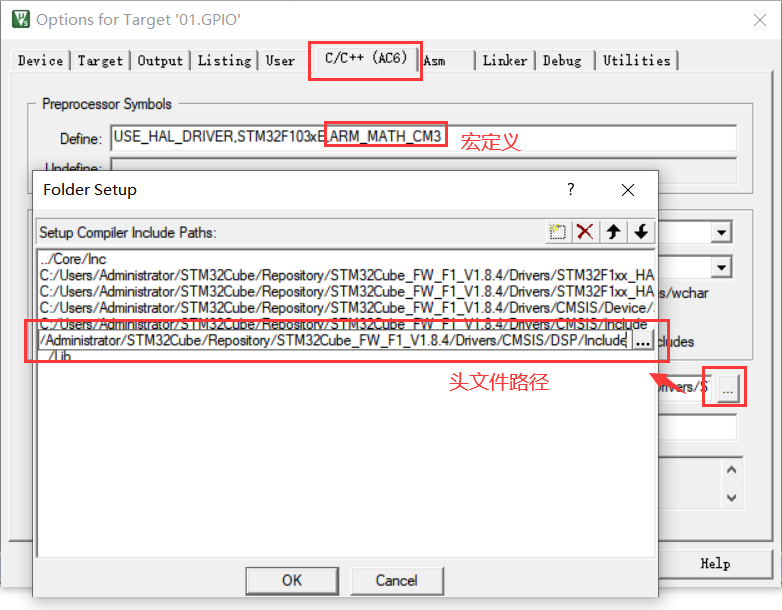 Options for Target '01.GPIO'
Device Target Output Listing User C/C++ (AC6) Asm Linker Debug Utilities
Preprocessor Symbols
Define: USE_HAL_DRIVER,STM32F103xE,ARM_MATH_CM3
宏定义
Undefine:
Folder Setup
Setup Compiler Include Paths:
../Core/Inc
C:/Users/Administrator/STM32Cube/Repository/STM32Cube_FW_F1_V1.8.4/Drivers/STM32F1xx_HA
C:/Users/Administrator/STM32Cube/Repository/STM32Cube_FW_F1_V1.8.4/Drivers/STM32F1xx_HA
s/wchar
C:/Users/Administrator/STM32Cube/Repository/STM32Cube_FW_F1_V1.8.4/Drivers/CMSIS/Device/
C:/Users/Administrator/STM32Cube/Repository/STM32Cube_FW_F1_V1.8.4/Drivers/CMSIS/Include
/Administrator/STM32Cube/Repository/STM32Cube_FW_F1_V1.8.4/Drivers/CMSIS/DSP/Include ...
cludes
../Lib
头文件路径
rivers/S ...
OK Cancel
Help